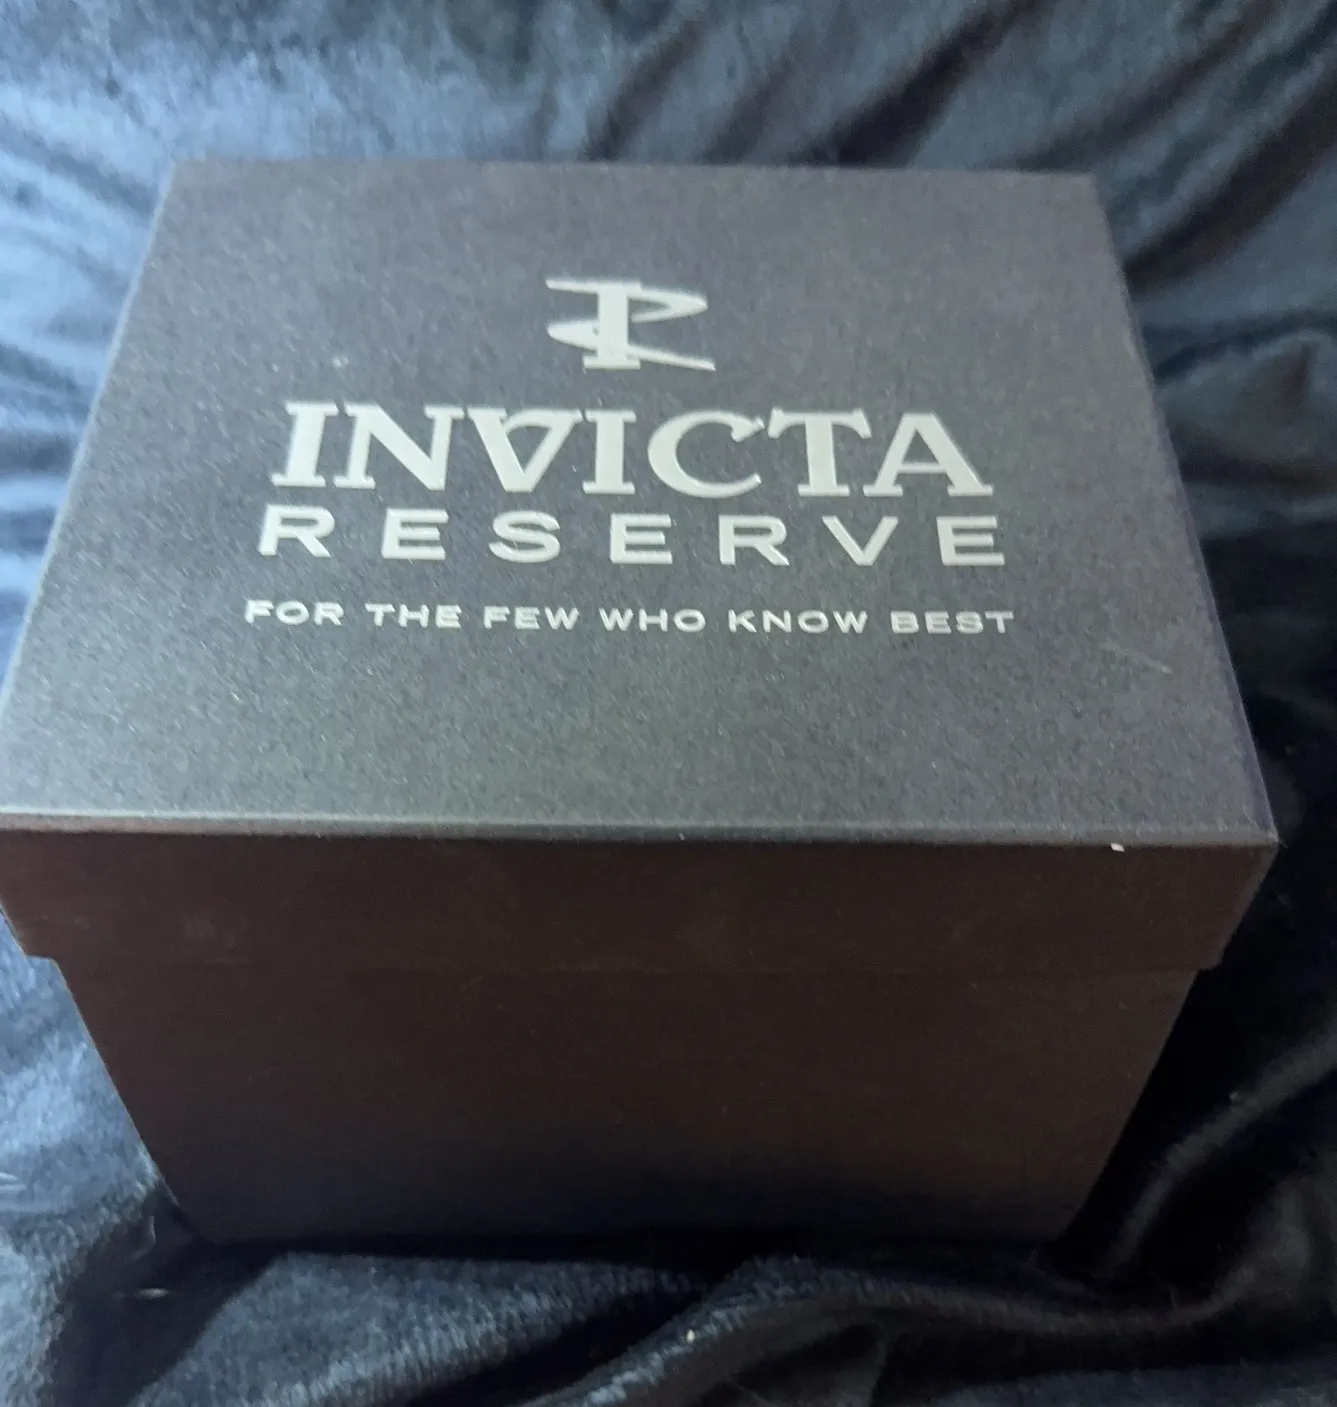 INVICTA
RESERVE
FOR THE FEW WHO KNOW BEST